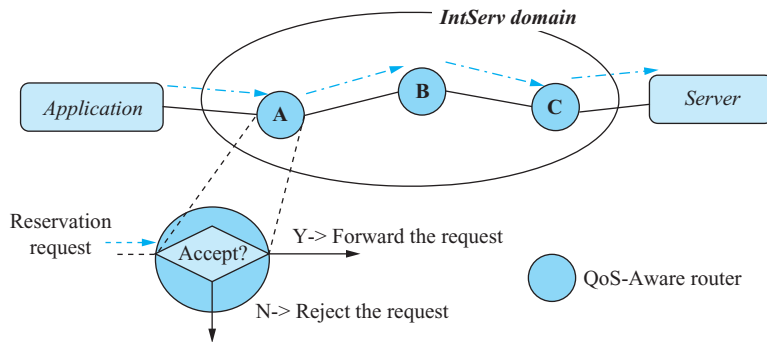 IntServ domain
Application
A
B
C
Server
Reservation
request
Accept?
Y-> Forward the request
N-> Reject the request
QoS-Aware router